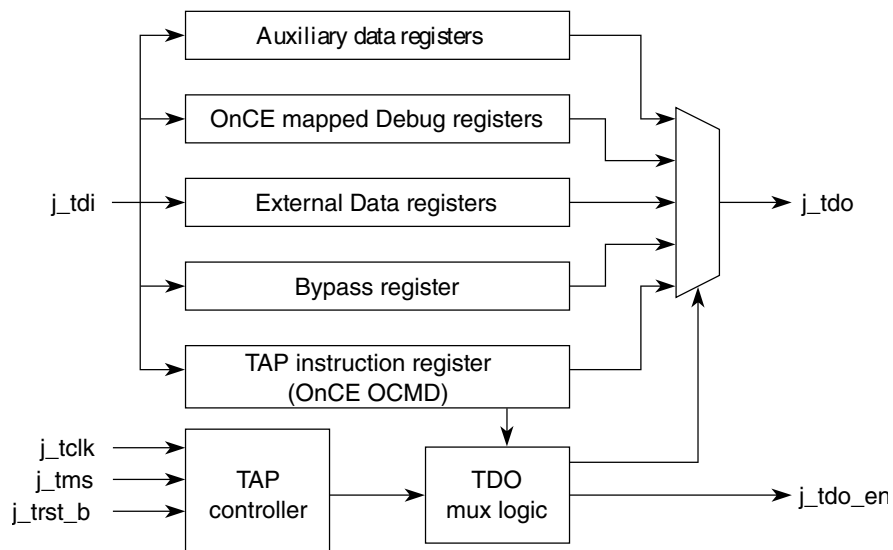 Auxiliary data registers
OnCE mapped Debug registers
j_tdi
External Data registers
j_tdo
Bypass register
TAP instruction register
(OnCE OCMD)
j_tclk
j_tms
j_trst_b
TAP
controller
TDO
mux logic
j_tdo_en